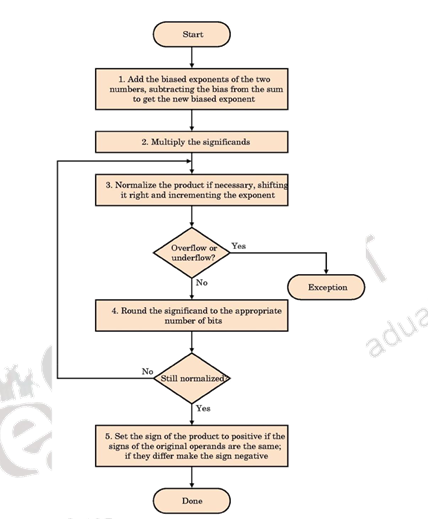 Start
1. Add the biased exponents of the two
numbers, subtracting the bias from the sum
to get the new biased exponent
2. Multiply the significands
3. Normalize the product if necessary, shifting
it right and incrementing the exponent
Overflow or
underflow?
Yes
No
Exception
4. Round the significand to the appropriate
number of bits
No
Still normalized?
Yes
5. Set the sign of the product to positive if the
signs of the original operands are the same;
if they differ make the sign negative
Done